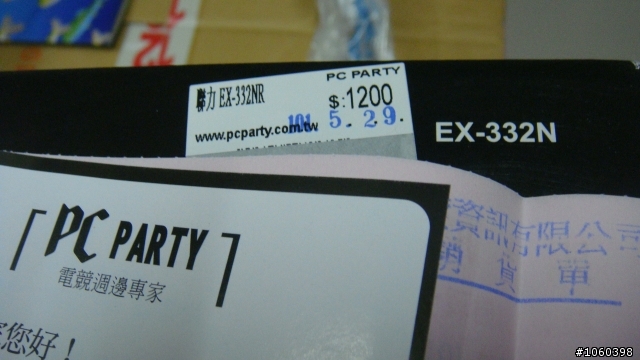 PC PARTY
聯力 EX-332NR
$:1200
www.pcparty.com.tw
101. 5. 29.
EX-332N
PC PARTY
電競週邊專家
您好！
資訊有限公司
銷貨單
#1060398